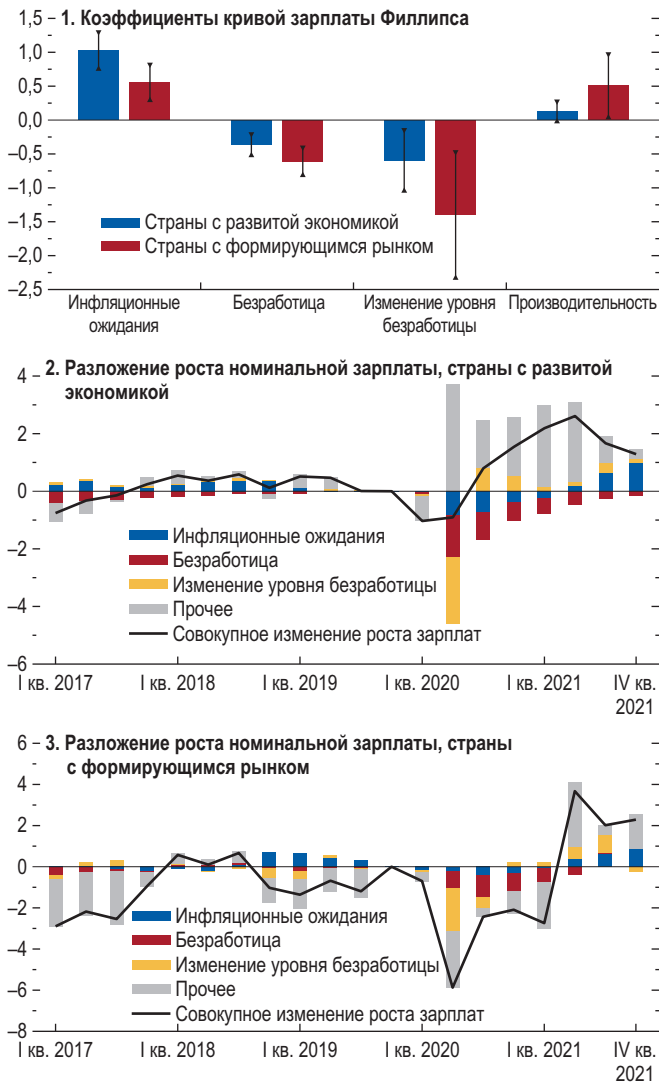 1. Коэффициенты кривой зарплаты Филлипса
1,5
1,0
0,5
0,0
–0,5
–1,0
–1,5
–2,0
–2,5
Страны с развитой экономикой
Страны с формирующимся рынком
Инфляционные
ожидания
Безработица
Изменение уровня
безработицы
Производительность
2. Разложение роста номинальной зарплаты, страны с развитой
экономикой
4
2
0
–2
–4
–6
Инфляционные ожидания
Безработица
Изменение уровня безработицы
Прочее
Совокупное изменение роста зарплат
I кв. 2017
I кв. 2018
I кв. 2019
I кв. 2020
I кв. 2021
IV кв.
2021
3. Разложение роста номинальной зарплаты, страны
с формирующимся рынком
6
4
2
0
–2
–4
–6
–8
Инфляционные ожидания
Безработица
Изменение уровня безработицы
Прочее
Совокупное изменение роста зарплат
I кв. 2017
I кв. 2018
I кв. 2019
I кв. 2020
I кв. 2021
IV кв.
2021